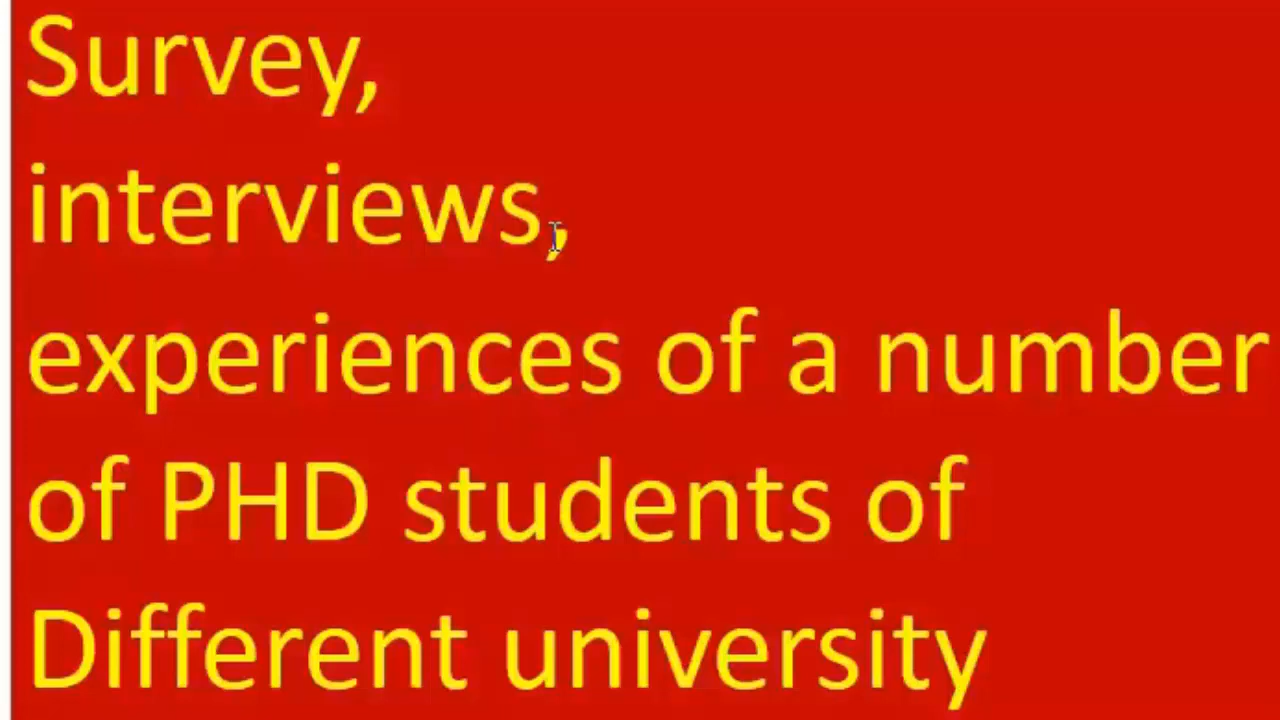 Survey,
interviews,
experiences of a number
of PHD students of
Different university